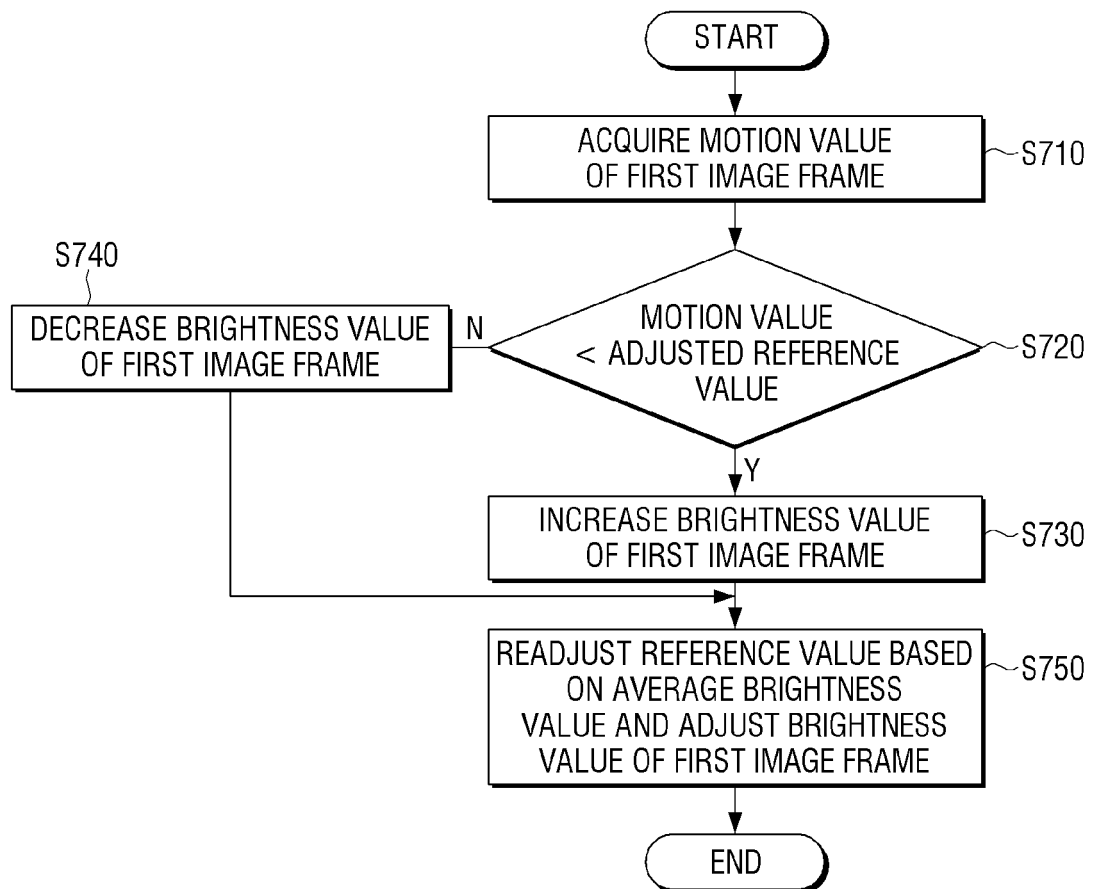 START
ACQUIRE MOTION VALUE
OF FIRST IMAGE FRAME
S710
S740
DECREASE BRIGHTNESS VALUE
OF FIRST IMAGE FRAME
N
MOTION VALUE
< ADJUSTED REFERENCE
VALUE
S720
Y
INCREASE BRIGHTNESS VALUE
OF FIRST IMAGE FRAME
S730
READJUST REFERENCE VALUE BASED
ON AVERAGE BRIGHTNESS
VALUE AND ADJUST BRIGHTNESS
VALUE OF FIRST IMAGE FRAME
S750
END